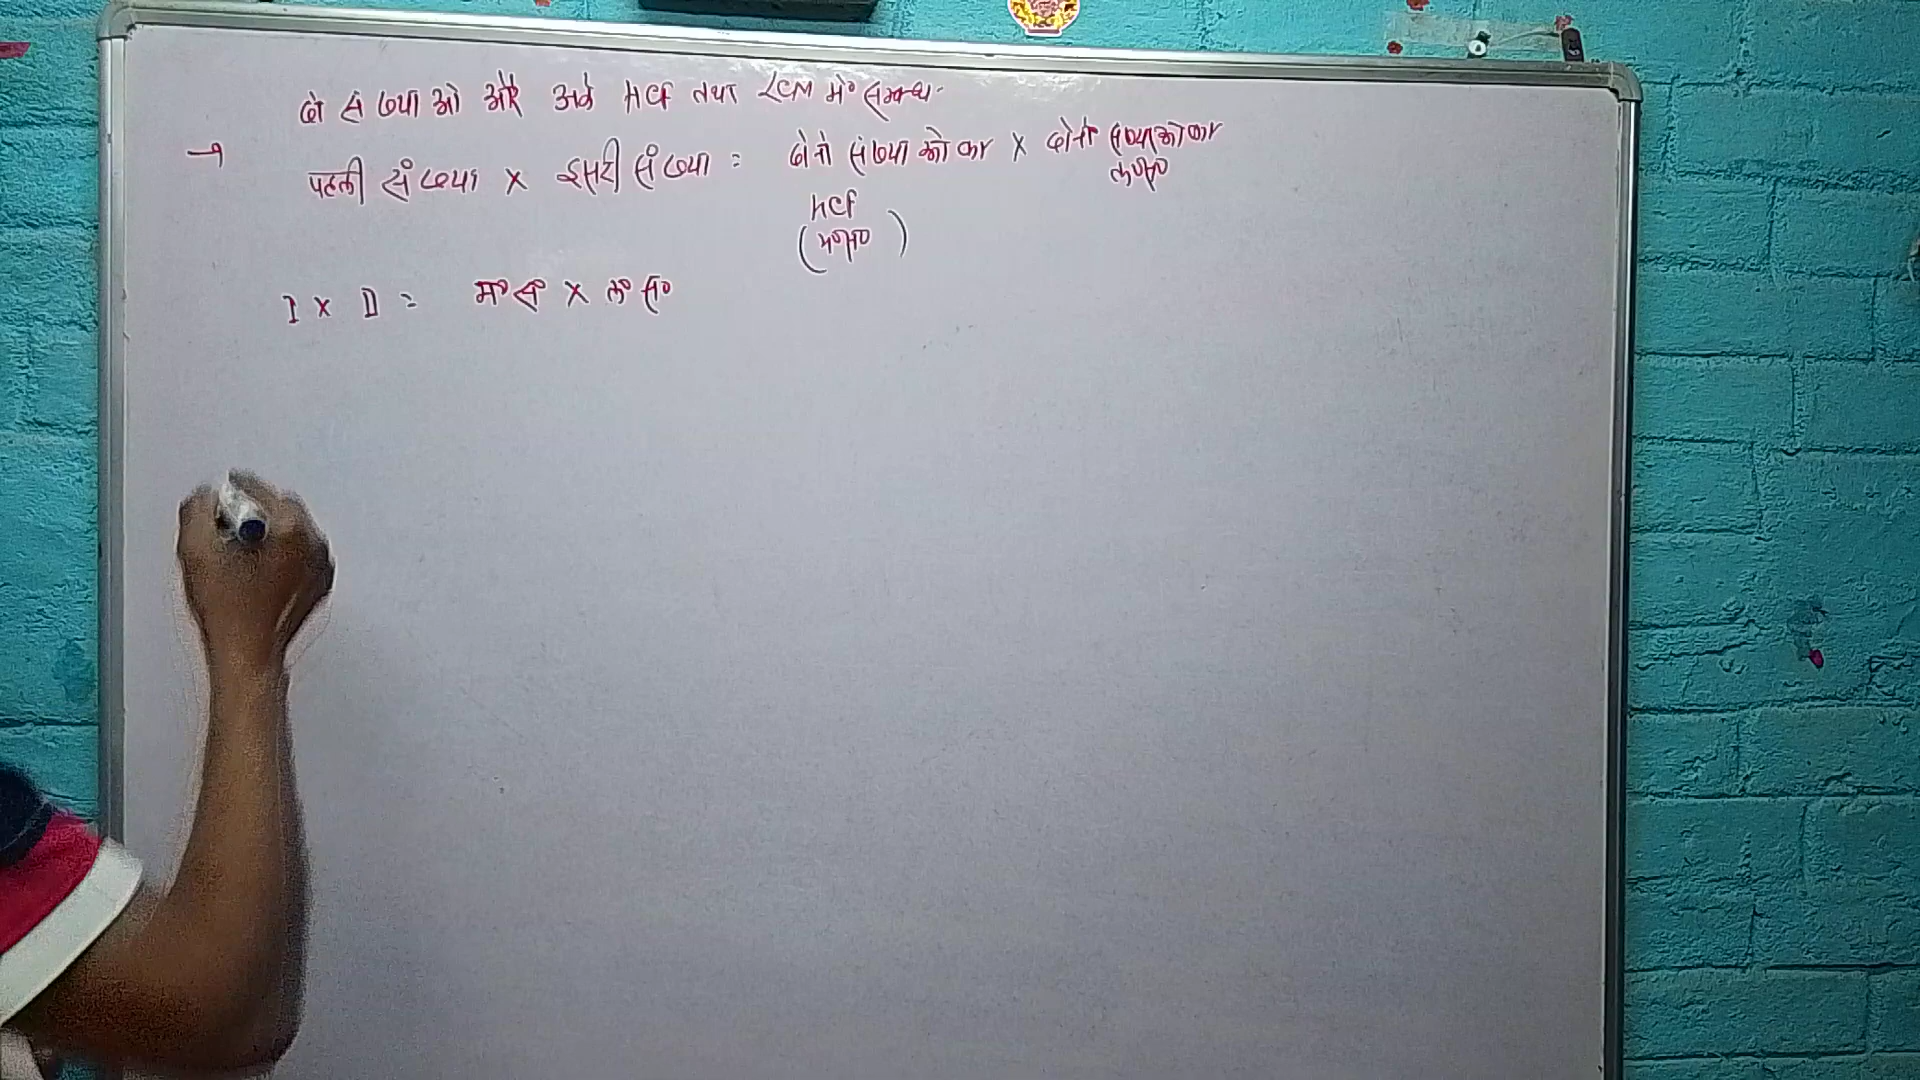 दो संख्याओ और उनके HCF तथा LCM में सम्बन्ध-
→ पहली संख्या × दूसरी संख्या = दोनो संख्याओ का × दोनो संख्याओ का
ल०स०
HCF
(म०स०)
I × II = म०स० × ल०स०